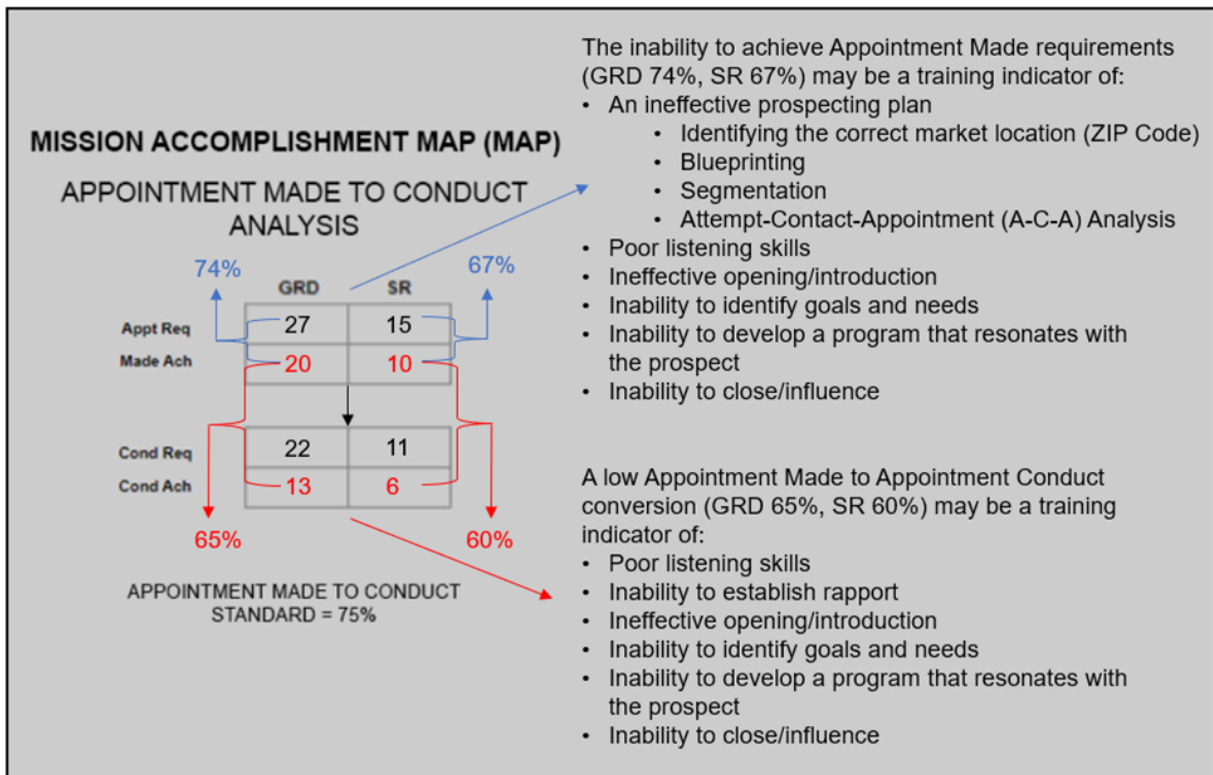 MISSION ACCOMPLISHMENT MAP (MAP)
APPOINTMENT MADE TO CONDUCT
ANALYSIS
74%
67%
GRD SR
Appt Req 27 15
Made Ach 20 10
Cond Req 22 11
Cond Ach 13 6
65%
60%
APPOINTMENT MADE TO CONDUCT
STANDARD = 75%
The inability to achieve Appointment Made requirements
(GRD 74%, SR 67%) may be a training indicator of:
• An ineffective prospecting plan
• Identifying the correct market location (ZIP Code)
• Blueprinting
• Segmentation
• Attempt-Contact-Appointment (A-C-A) Analysis
• Poor listening skills
• Ineffective opening/introduction
• Inability to identify goals and needs
• Inability to develop a program that resonates with
the prospect
• Inability to close/influence
A low Appointment Made to Appointment Conduct
conversion (GRD 65%, SR 60%) may be a training
indicator of:
• Poor listening skills
• Inability to establish rapport
• Ineffective opening/introduction
• Inability to identify goals and needs
• Inability to develop a program that resonates with
the prospect
• Inability to close/influence